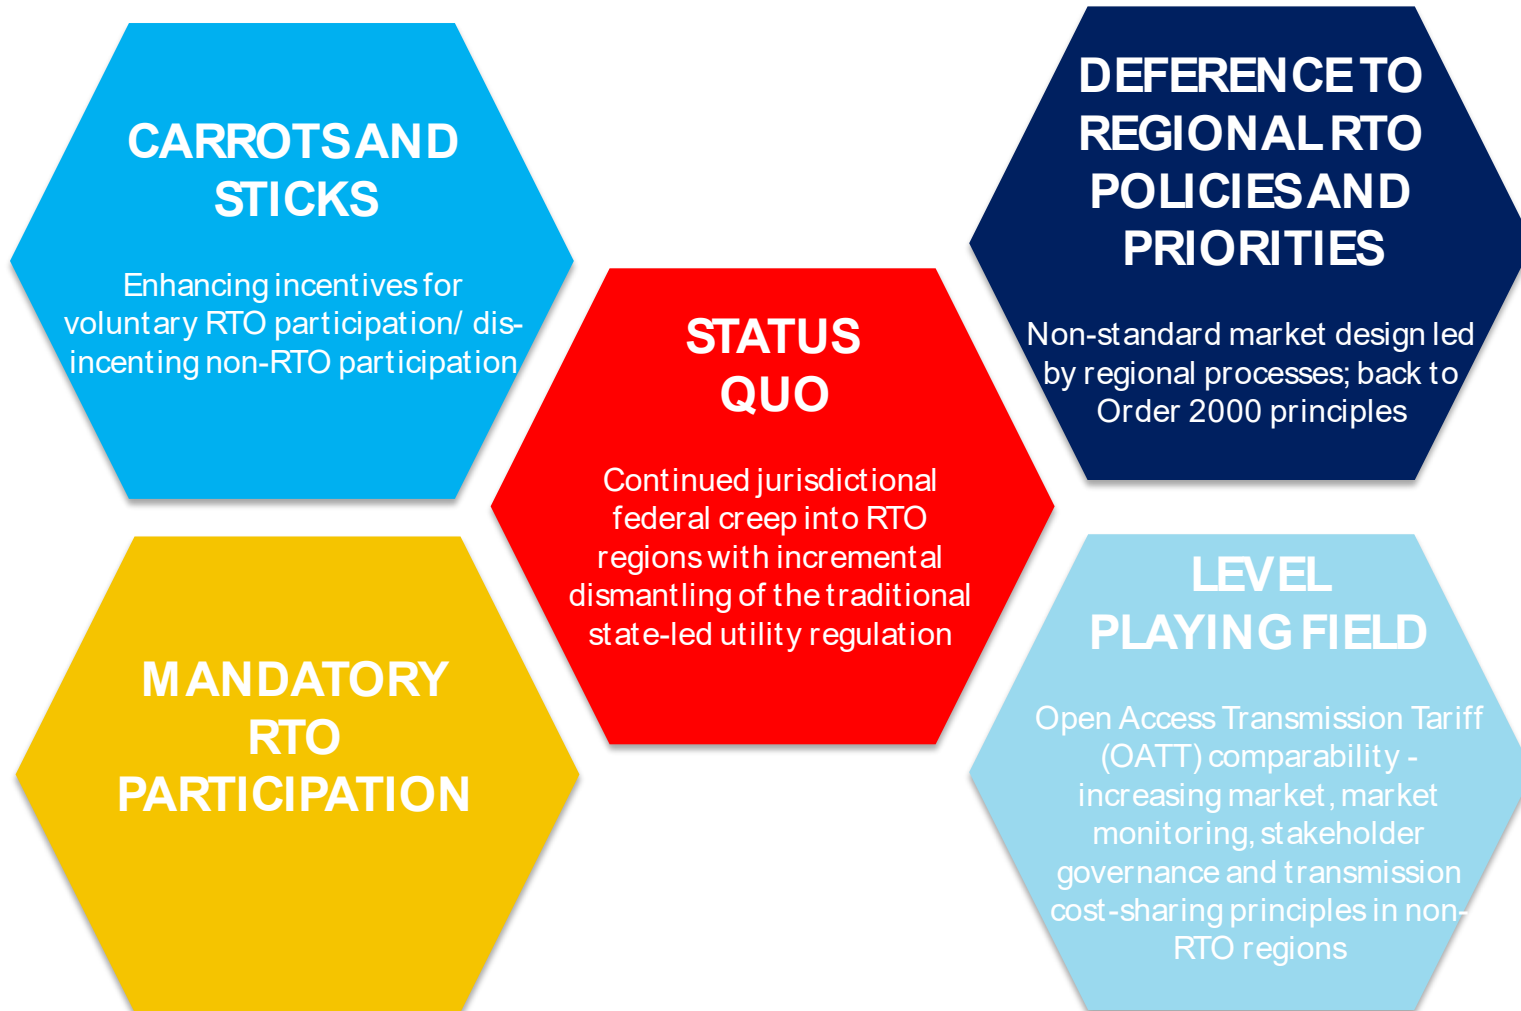 CARROTS AND
STICKS
Enhancing incentives for
voluntary RTO participation/ dis-
incenting non-RTO participation
MANDATORY
RTO
PARTICIPATION
STATUS
QUO
Continued jurisdictional
federal creep into RTO
regions with incremental
dismantling of the traditional
state-led utility regulation
DEFERENCE TO
REGIONAL RTO
POLICIES AND
PRIORITIES
Non-standard market design led
by regional processes; back to
Order 2000 principles
LEVEL
PLAYING FIELD
Open Access Transmission Tariff
(OATT) comparability -
increasing market, market
monitoring, stakeholder
governance and transmission
cost-sharing principles in non-
RTO regions